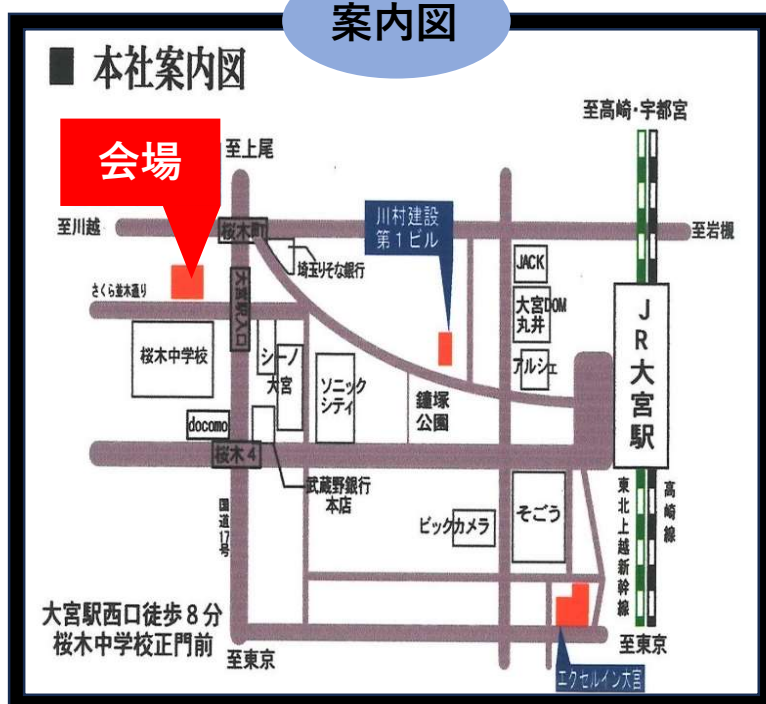 案内図
■ 本社案内図
至高崎・宇都宮
会場
至上尾
川村建設
第1ビル
至川越
桜木町
至岩槻
埼玉りそな銀行
JACK
さくら並木通り
大宮駅入口
大宮DOM
丸井
JR大宮駅
桜木中学校
シーノ
大宮
ソニック
シティ
アルシェ
鐘塚
公園
docomo
桜木4
武蔵野銀行
本店
国道17号
ビックカメラ
そごう
東北上越新幹線
高崎線
大宮駅西口徒歩8分
桜木中学校正門前
至東京
至東京
エクセルイン大宮